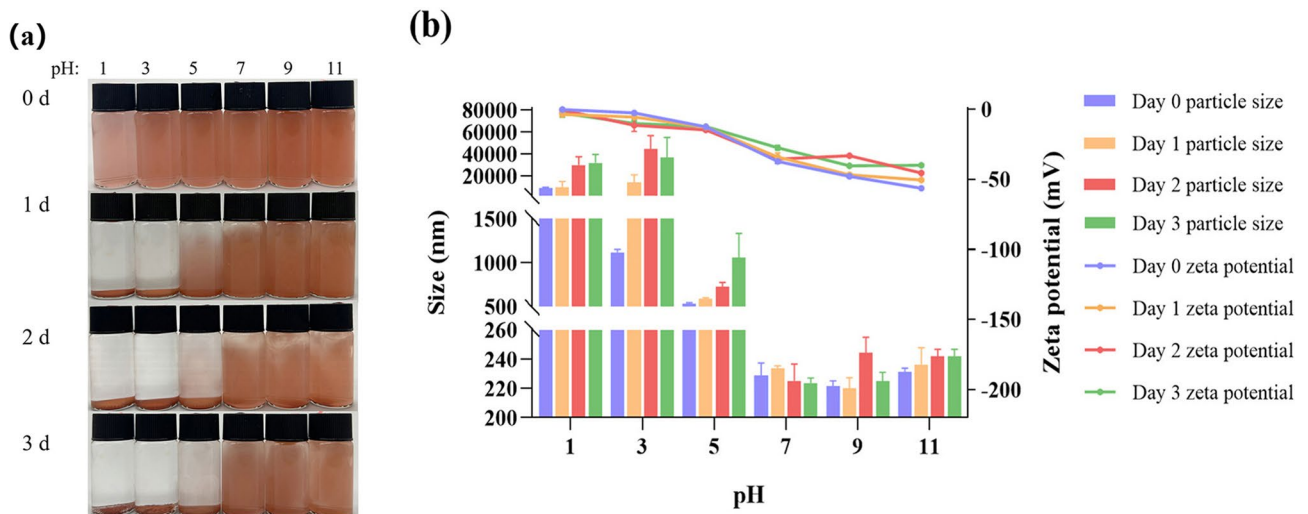 (a)
pH: 1 3 5 7 9 11
0 d
1 d
2 d
3 d
(b)
80000
60000
40000
20000
1500
1000
500
260
240
220
200
Size (nm)
0
-50
-100
-150
-200
Zeta potential (mV)
1 3 5 7 9 11
pH
Day 0 particle size
Day 1 particle size
Day 2 particle size
Day 3 particle size
Day 0 zeta potential
Day 1 zeta potential
Day 2 zeta potential
Day 3 zeta potential